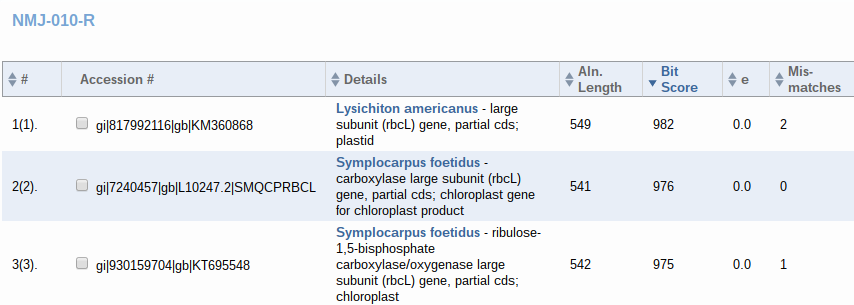 NMJ-010-R
# Accession # Details Aln. Length Bit Score e Mis-matches
1(1). gi|817992116|gb|KM360868 Lysichiton americanus - large 549 982 0.0 2
subunit (rbcL) gene, partial cds;
plastid
Symplocarpus foetidus -
2(2). gi|7240457|gb|L10247.2|SMQCPRBCL carboxylase large subunit (rbcL) 541 976 0.0 0
gene, partial cds; chloroplast gene
for chloroplast product
Symplocarpus foetidus - ribulose-
1,5-bisphosphate
3(3). gi|930159704|gb|KT695548 carboxylase/oxygenase large 542 975 0.0 1
subunit (rbcL) gene, partial cds;
chloroplast